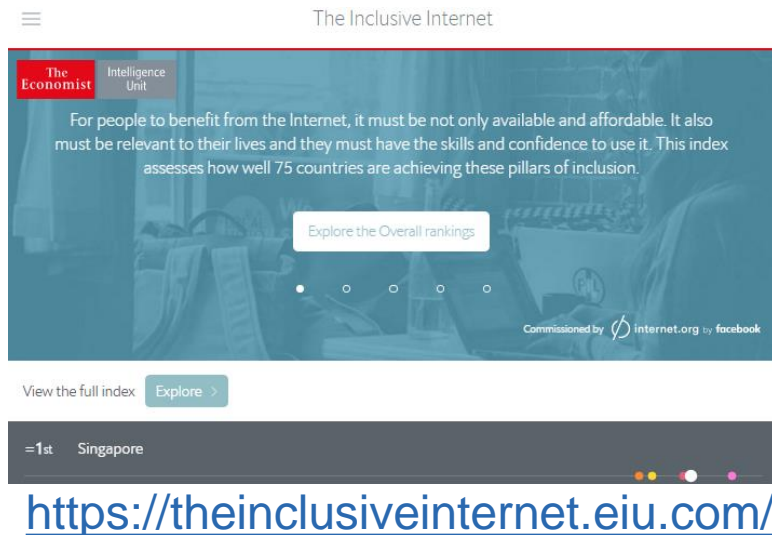 The Inclusive Internet
The Economist
Intelligence Unit
For people to benefit from the Internet, it must be not only available and affordable. It also
must be relevant to their lives and they must have the skills and confidence to use it. This index
assesses how well 75 countries are achieving these pillars of inclusion.
Explore the Overall rankings
Commissioned by internet.org by facebook
View the full index Explore >
=1st Singapore
https://theinclusiveinternet.eiu.com/